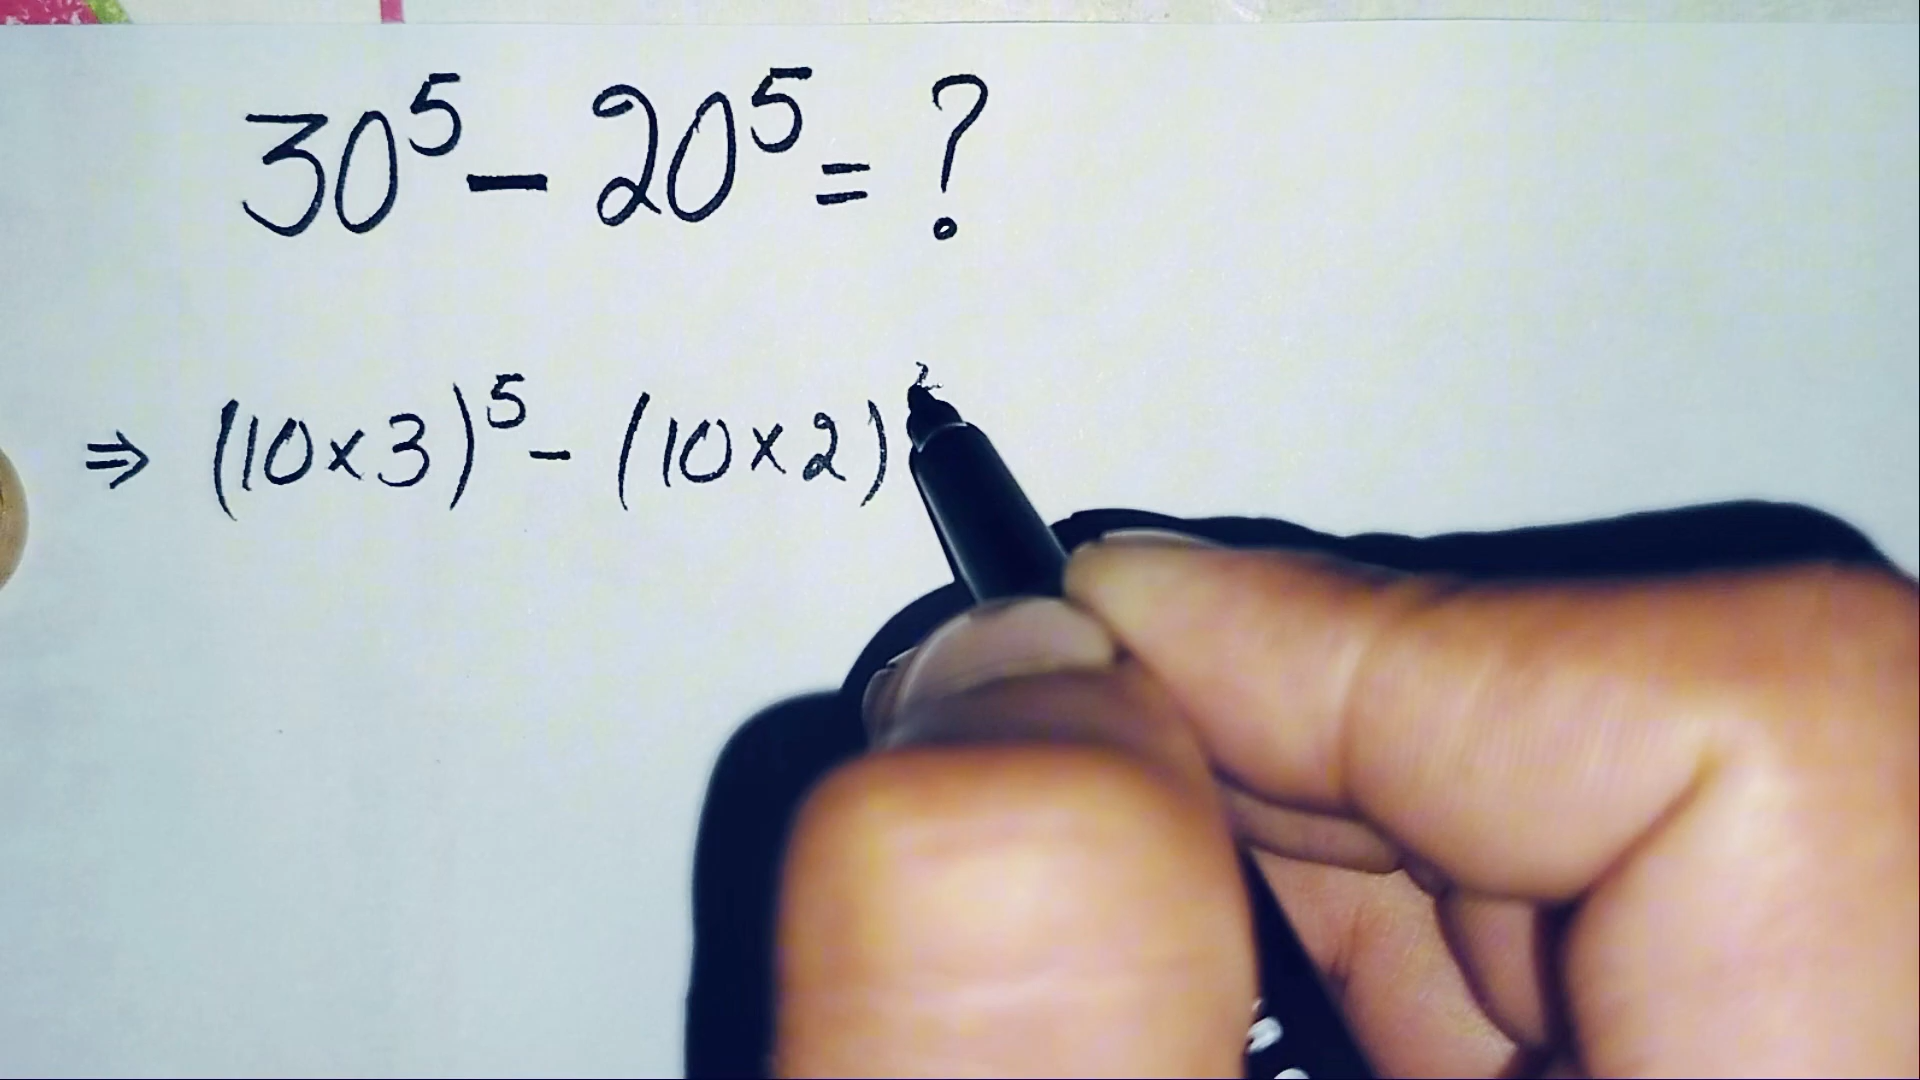 30⁵ - 20⁵ = ?
⇒ (10×3)⁵ - (10×2)